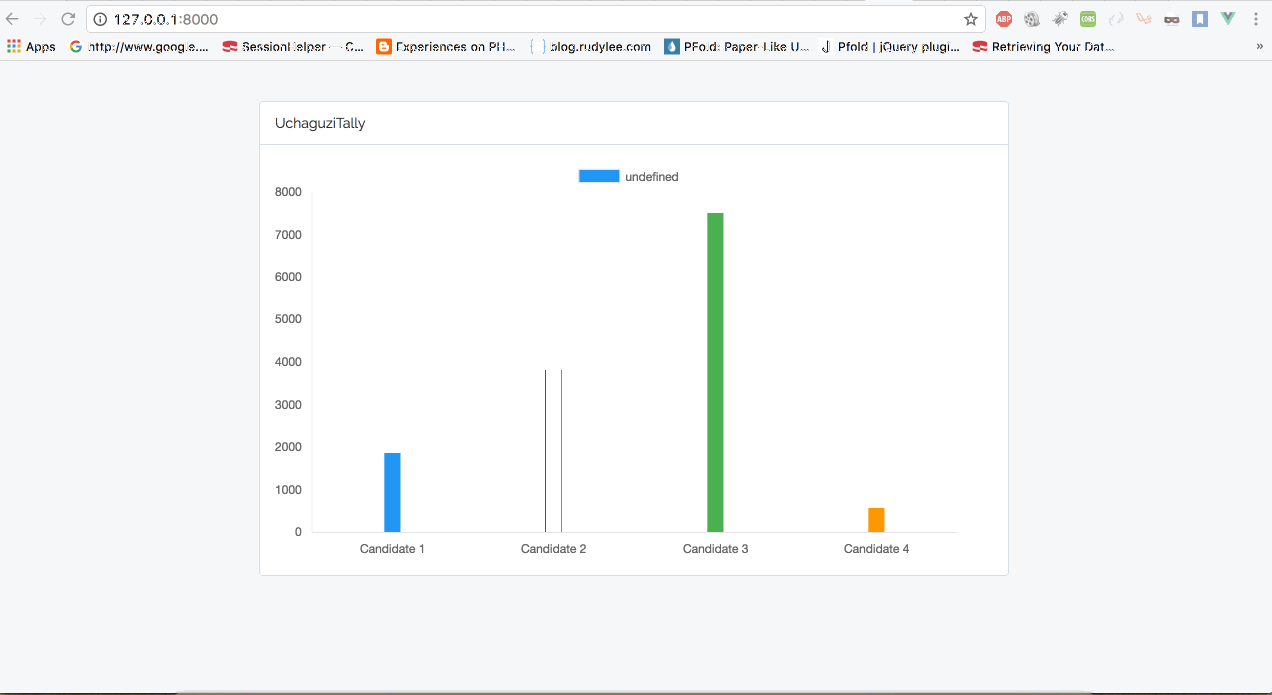 127.0.0.1:8000
ABP
CORS
Apps
http://www.google....
SessionHelper — C...
Experiences on PH...
blog.rudylee.com
PFold: Paper-Like U...
Pfold | jQuery plugi...
Retrieving Your Dat...
»
UchaguziTally
undefined
8000
7000
6000
5000
4000
3000
2000
1000
0
Candidate 1
Candidate 2
Candidate 3
Candidate 4